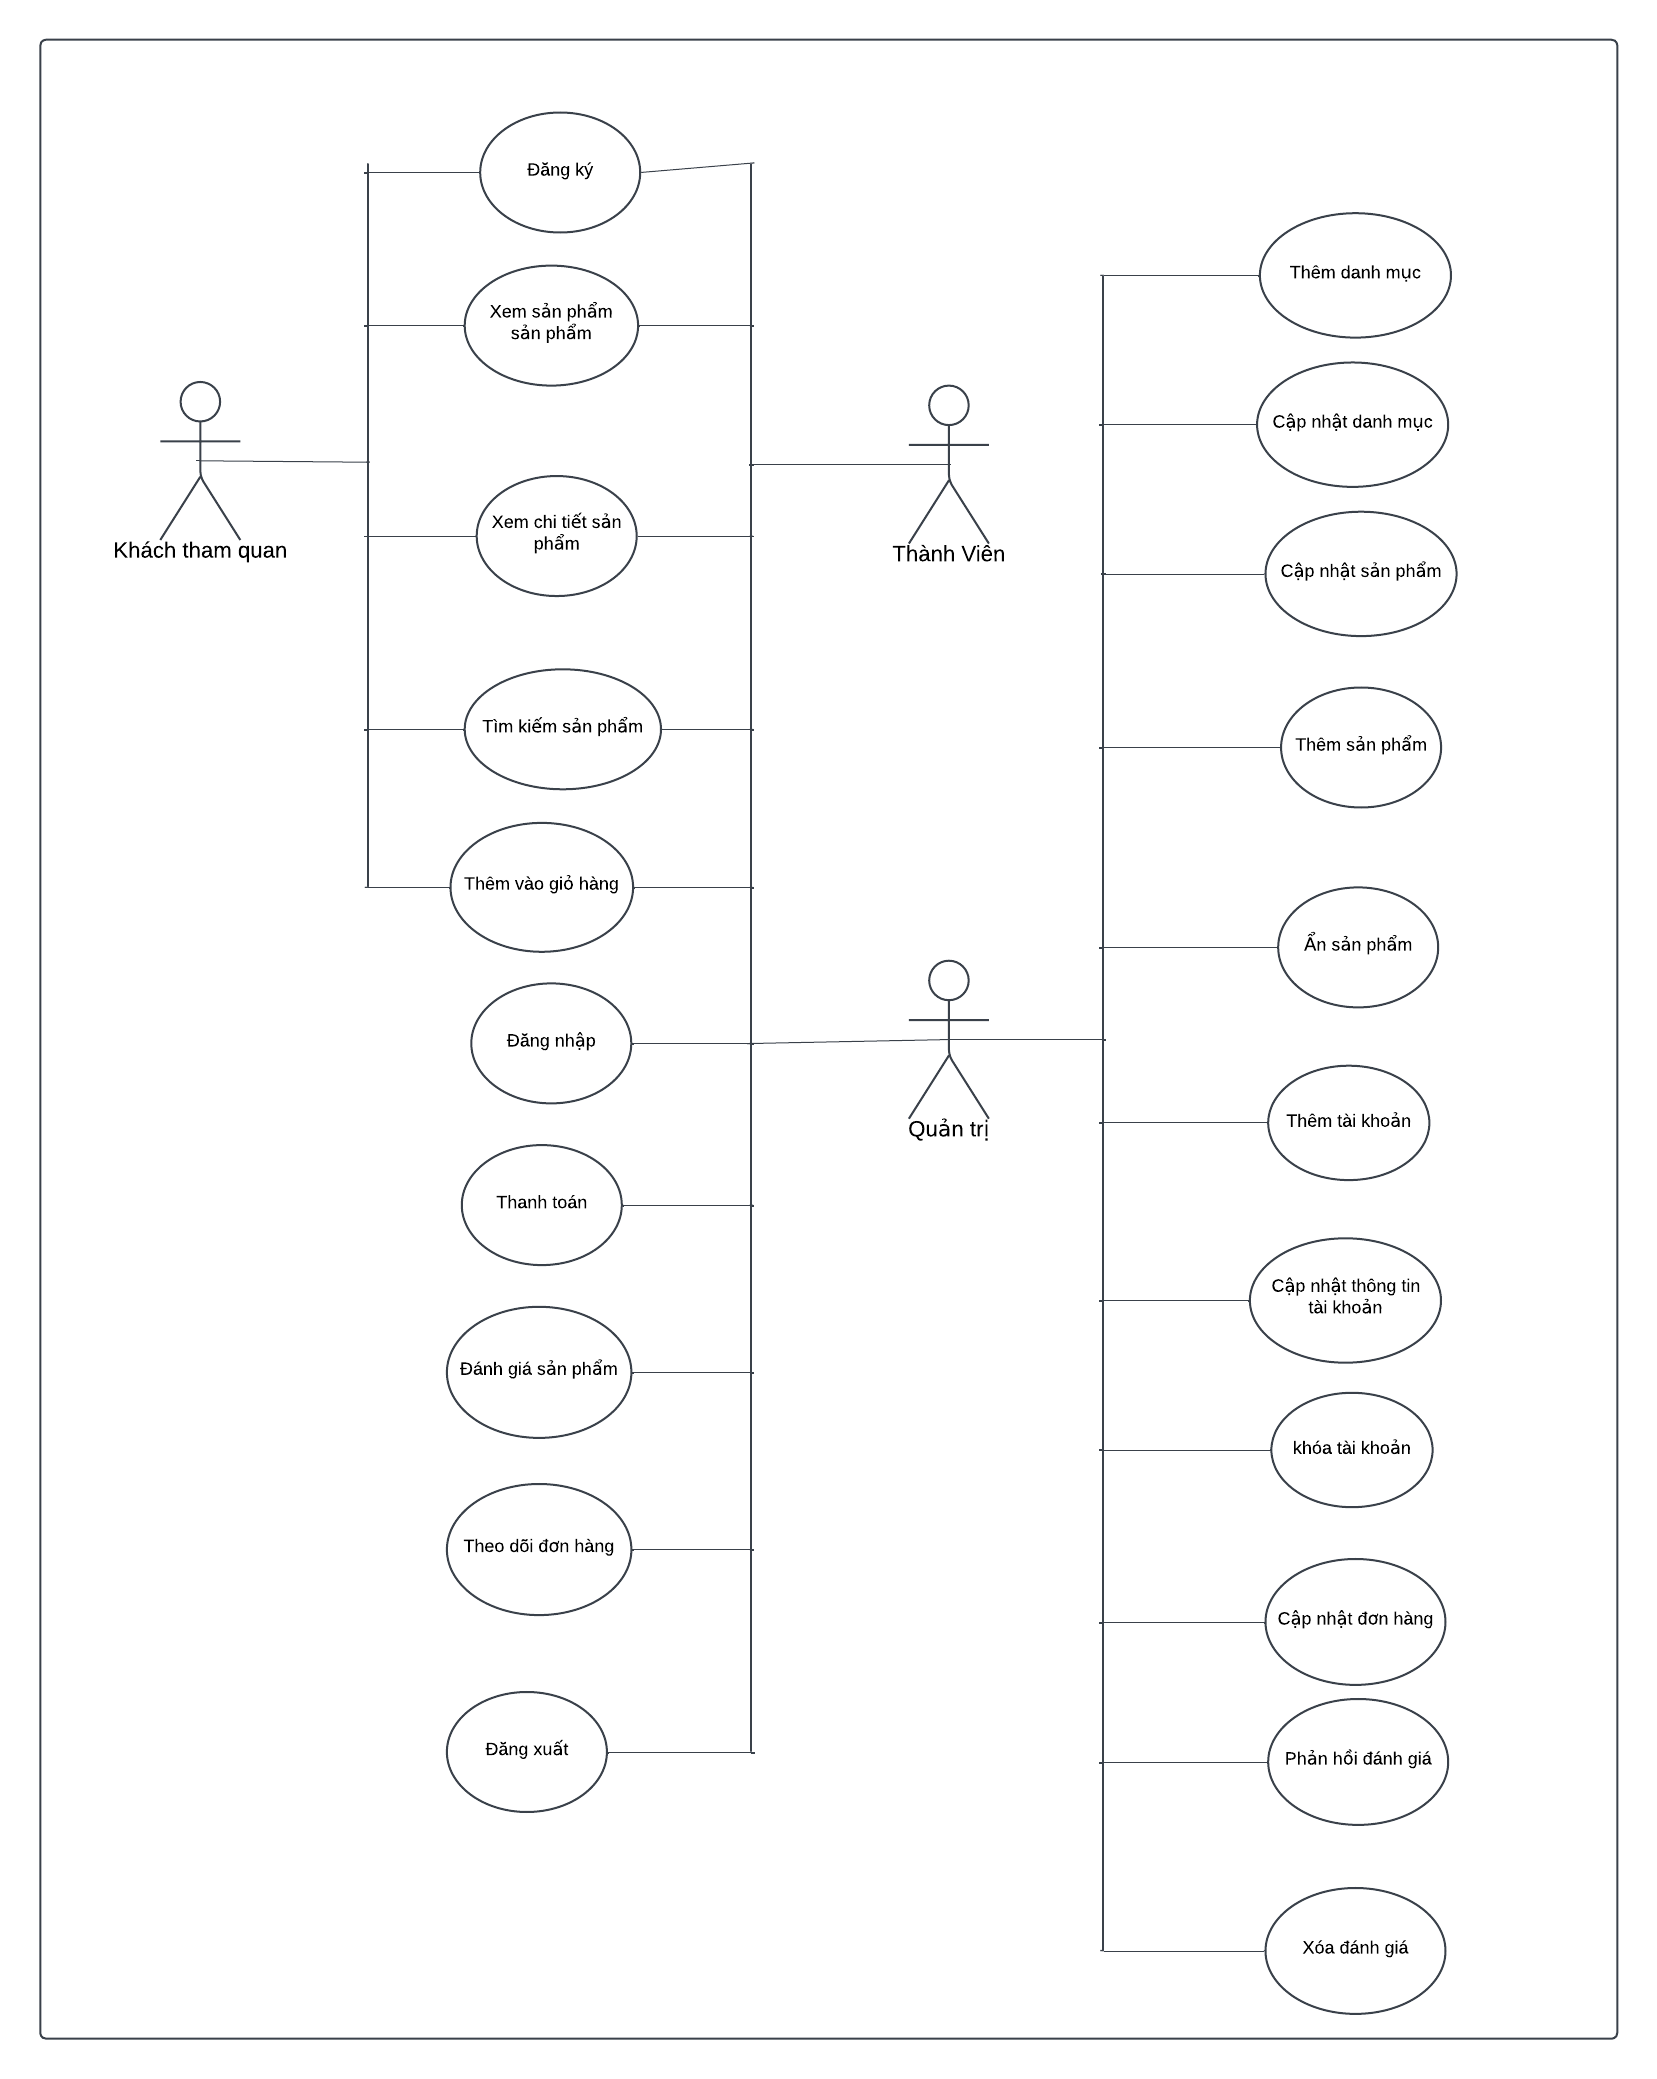 Đăng ký
Xem sản phẩm
sản phẩm
Khách tham quan
Xem chi tiết sản
phẩm
Tìm kiếm sản phẩm
Thêm vào giỏ hàng
Đăng nhập
Thanh toán
Đánh giá sản phẩm
Theo dõi đơn hàng
Đăng xuất
Thành Viên
Quản trị
Thêm danh mục
Cập nhật danh mục
Cập nhật sản phẩm
Thêm sản phẩm
Ẩn sản phẩm
Thêm tài khoản
Cập nhật thông tin
tài khoản
khóa tài khoản
Cập nhật đơn hàng
Phản hồi đánh giá
Xóa đánh giá